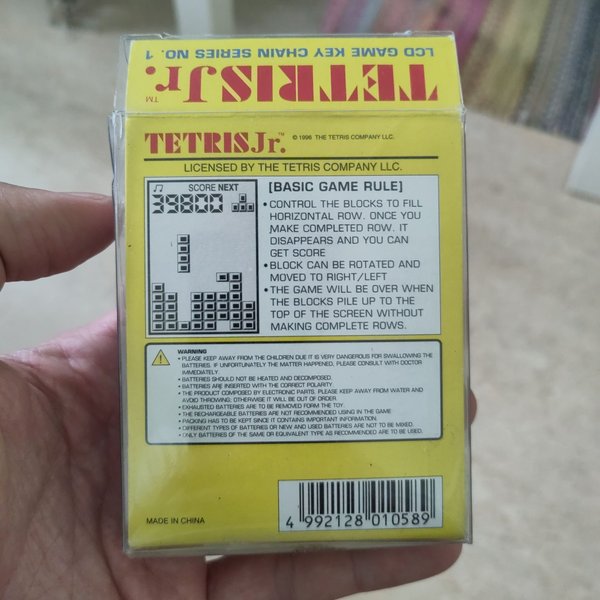 LCD GAME KEY CHAIN SERIES NO. 1
TETRIS Jr.™
TETRIS Jr.™ © 1996 THE TETRIS COMPANY LLC.
LICENSED BY THE TETRIS COMPANY LLC.
♫ SCORE NEXT
39800
[BASIC GAME RULE]
• CONTROL THE BLOCKS TO FILL
HORIZONTAL ROW. ONCE YOU
MAKE COMPLETED ROW. IT
DISAPPEARS AND YOU CAN
GET SCORE
• BLOCK CAN BE ROTATED AND
MOVED TO RIGHT/LEFT
• THE GAME WILL BE OVER WHEN
THE BLOCKS PILE UP TO THE
TOP OF THE SCREEN WITHOUT
MAKING COMPLETE ROWS.
WARNING
• PLEASE KEEP AWAY FROM THE CHILDREN DUE IT IS VERY DANGEROUS FOR SWALLOWING THE
BATTERIES. IF UNFORTUNATELY THE MATTER HAPPENED, PLEASE CONSULT WITH DOCTOR
IMMEDIATELY.
• BATTERIES SHOULD NOT BE HEATED AND DECOMPOSED.
• BATTERIES ARE INSERTED WITH THE CORRECT POLARITY
• THE PRODUCT COMPOSED BY ELECTRONIC PARTS. PLEASE KEEP AWAY FROM WATER AND
AVOID THROWING; OTHERWISE IT WILL BE OUT OF ORDER.
• EXHAUSTED BATTERIES ARE TO BE REMOVED FORM THE TOY.
• THE RECHARGEABLE BATTERIES ARE NOT RECOMMENDED USING IN THE GAME
• PACKING HAS TO BE KEPT SINCE IT CONTAINS IMPORTANT INFORMATION.
• DIFFERENT TYPES OF BATTERIES OR NEW AND USED BATTERIES ARE NOT TO BE MIXED.
• ONLY BATTERIES OF THE SAME OR EQUIVALENT TYPE AS RECOMMENDED ARE TO BE USED.
MADE IN CHINA
4 992128 010589